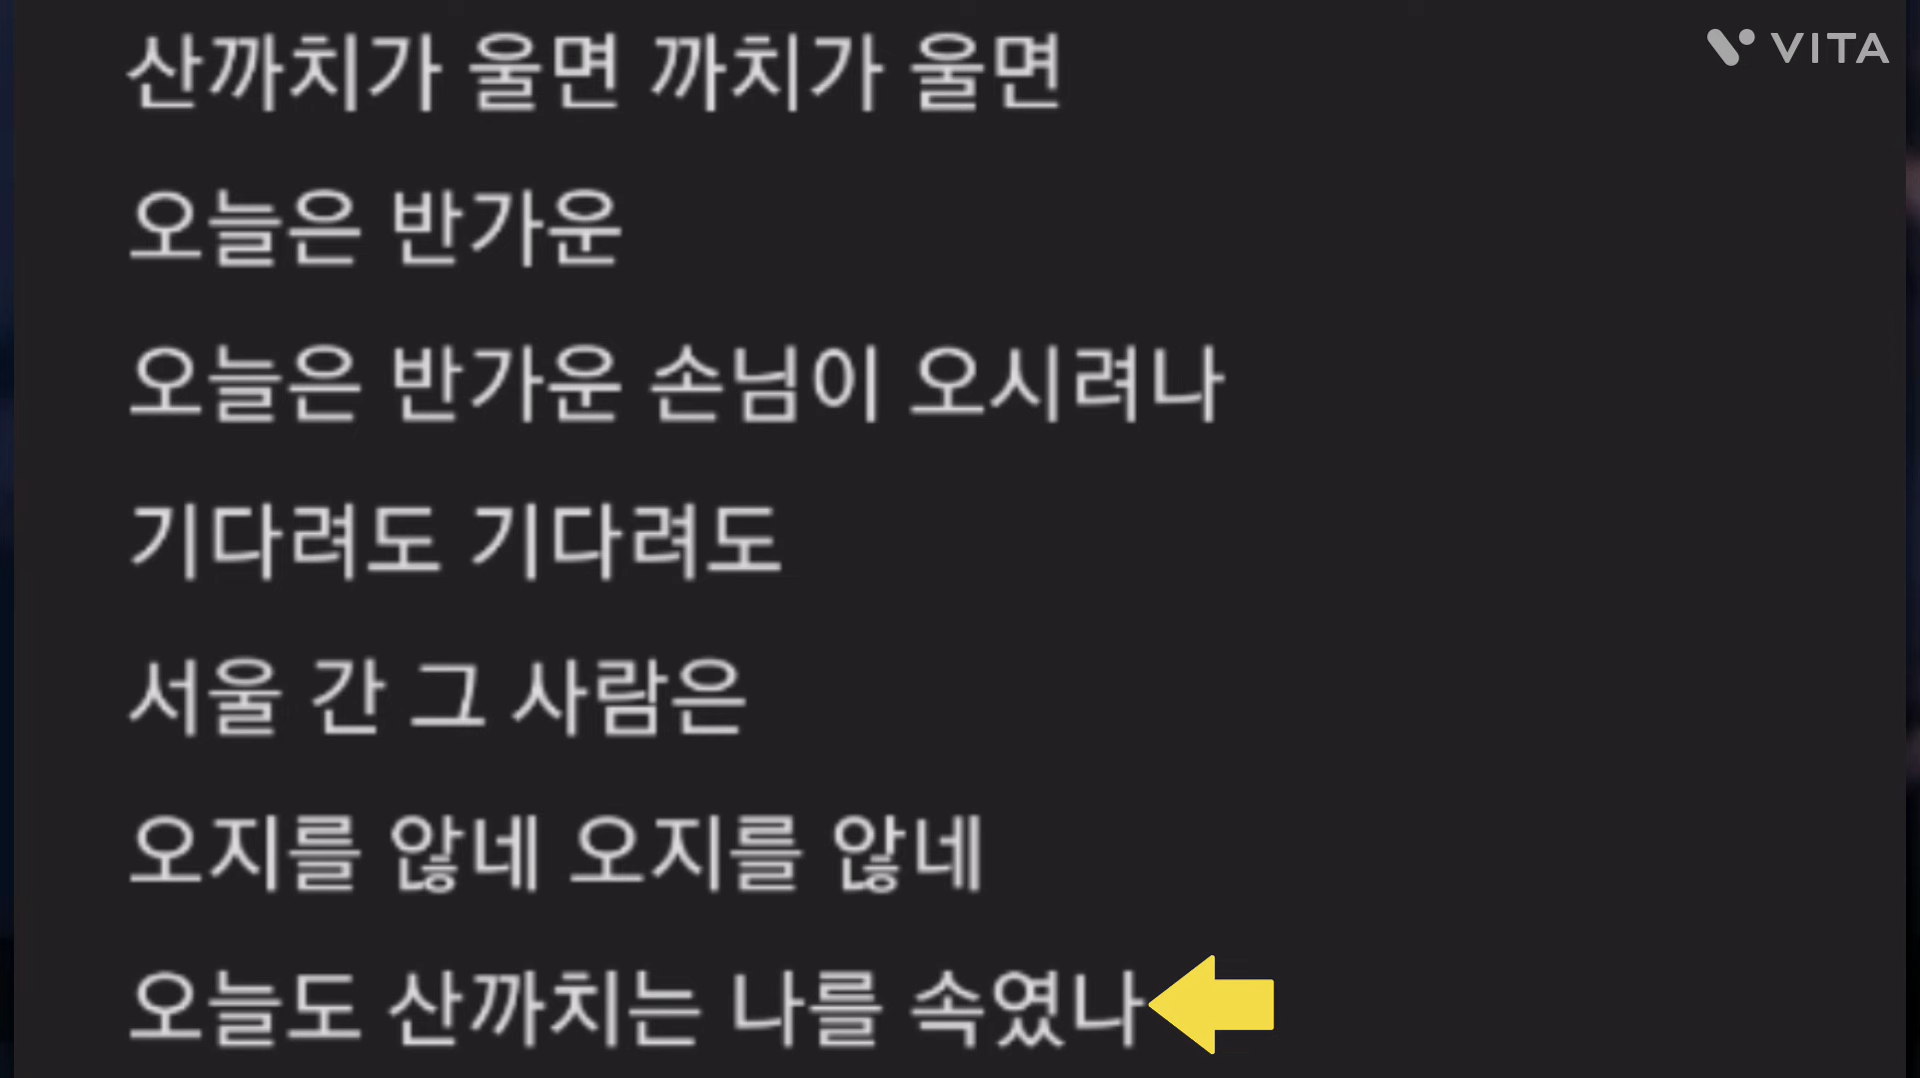 산까치가 울면 까치가 울면
VITA
오늘은 반가운
오늘은 반가운 손님이 오시려나
기다려도 기다려도
서울 간 그 사람은
오지를 않네 오지를 않네
오늘도 산까치는 나를 속였나